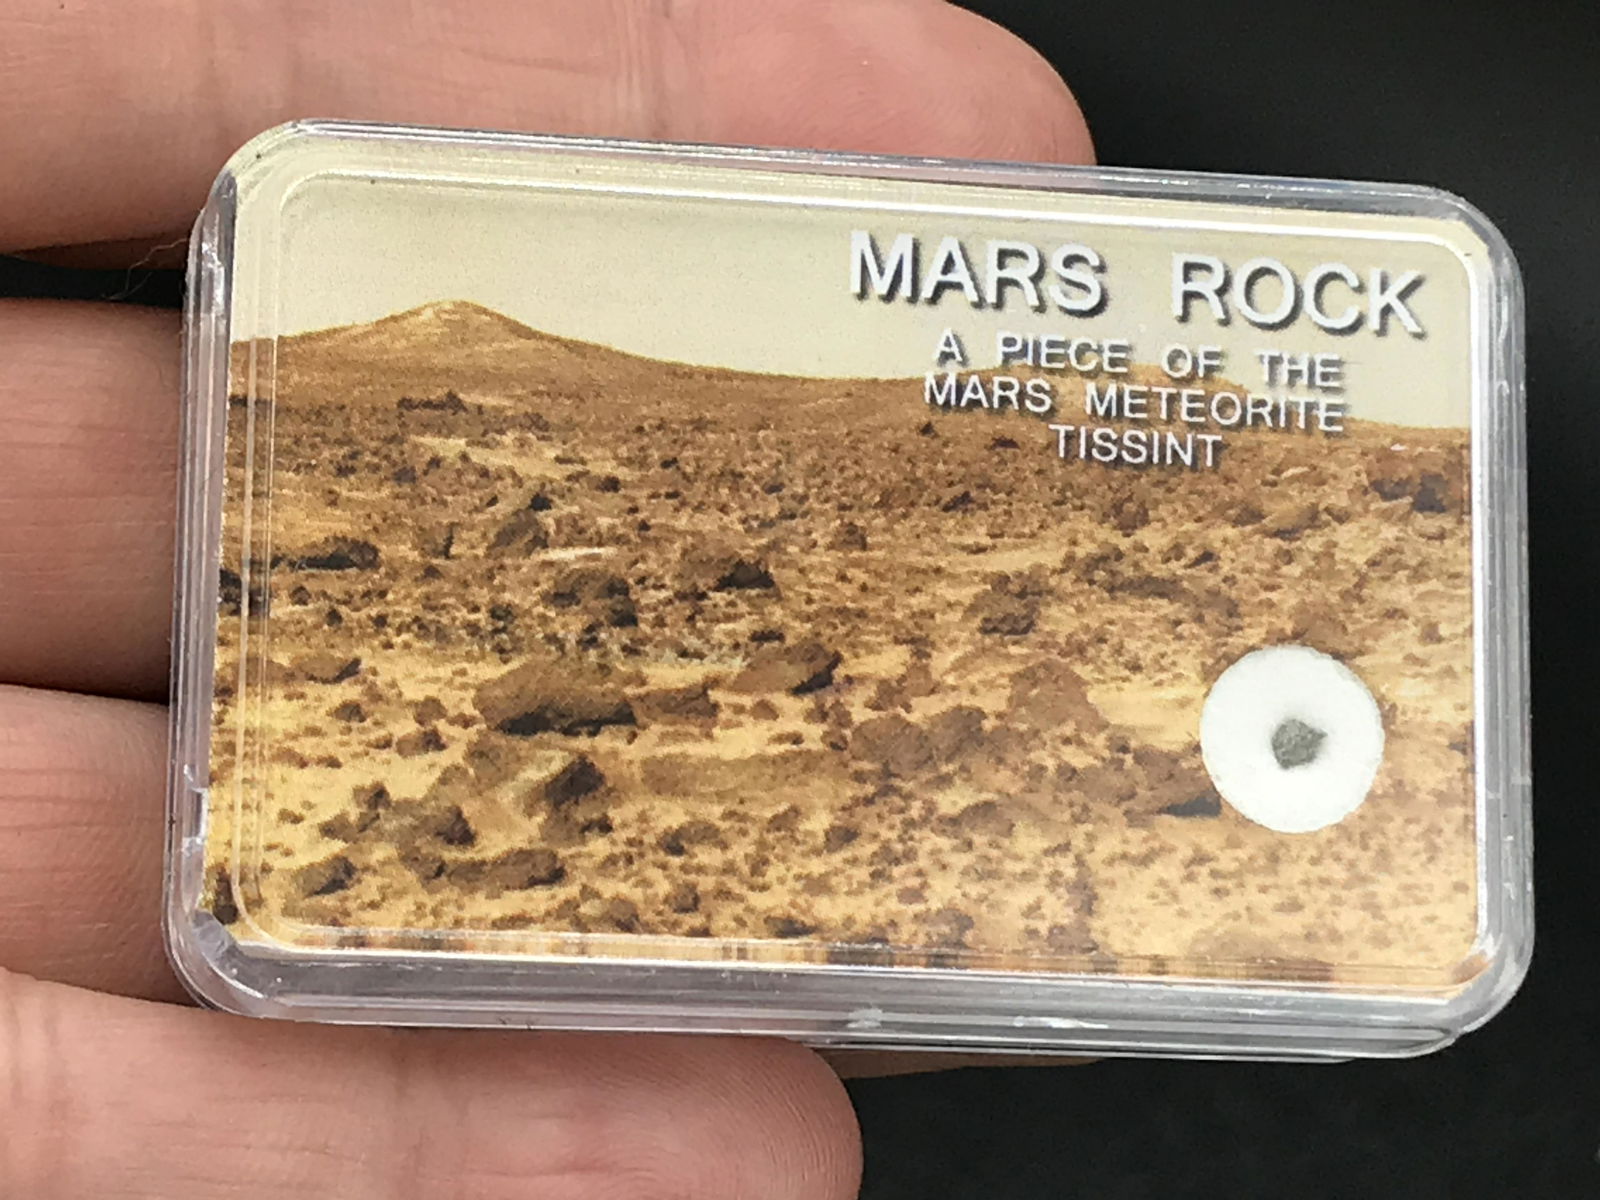 MARS ROCK
A PIECE OF THE
MARS METEORITE
TISSINT